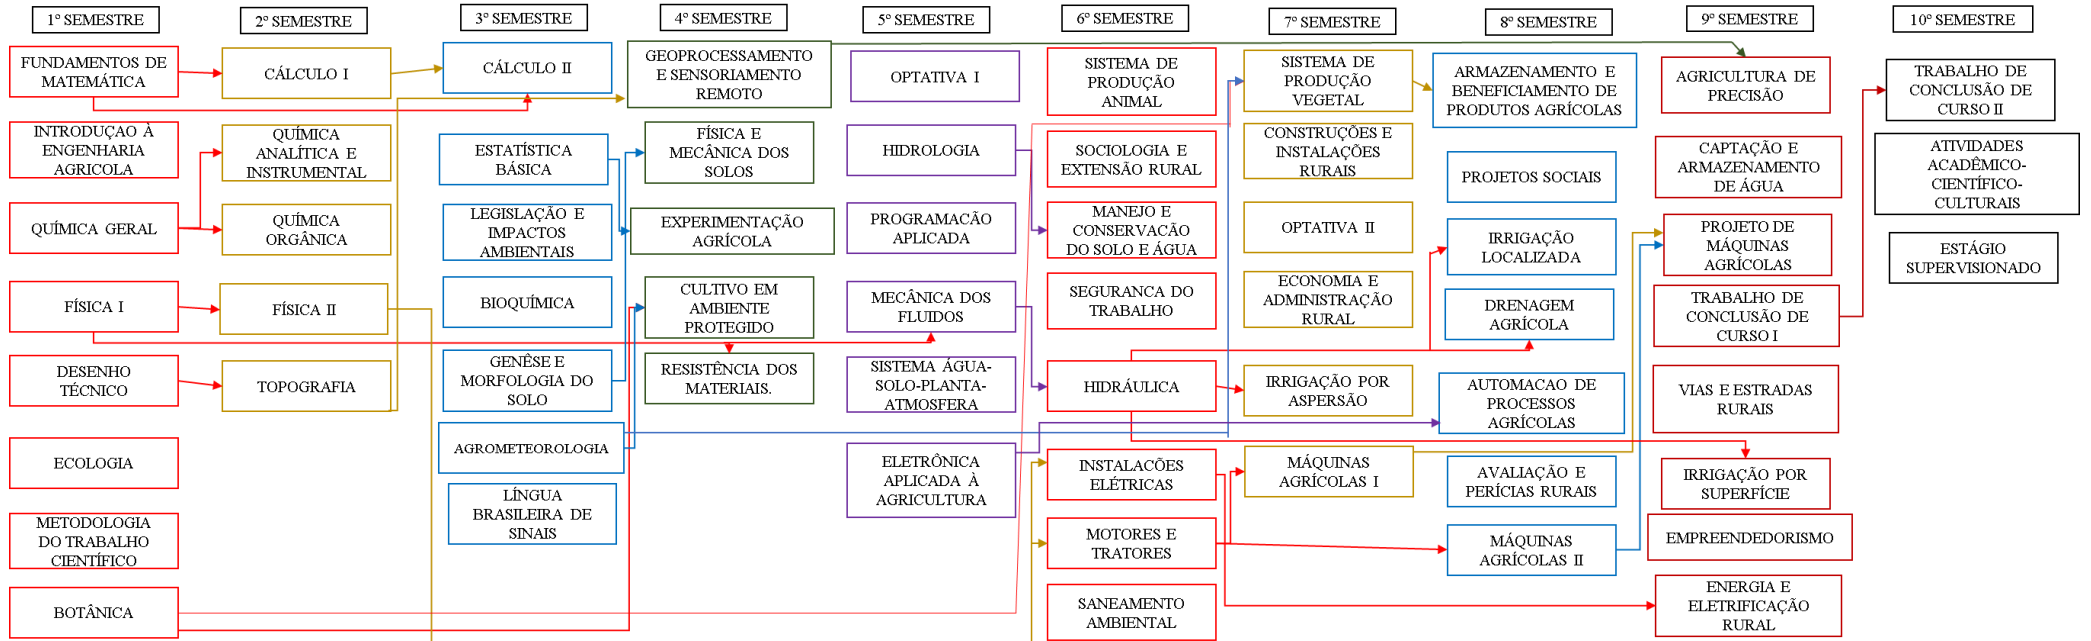 1º SEMESTRE
FUNDAMENTOS DE
MATEMÁTICA
INTRODUÇAO À
ENGENHARIA
AGRICOLA
QUÍMICA GERAL
FÍSICA I
DESENHO
TÉCNICO
ECOLOGIA
METODOLOGIA
DO TRABALHO
CIENTÍFICO
BOTÂNICA
2º SEMESTRE
CÁLCULO I
QUÍMICA
ANALÍTICA E
INSTRUMENTAL
QUÍMICA
ORGÂNICA
FÍSICA II
TOPOGRAFIA
3º SEMESTRE
CÁLCULO II
ESTATÍSTICA
BÁSICA
LEGISLAÇÃO E
IMPACTOS
AMBIENTAIS
BIOQUÍMICA
GENÊSE E
MORFOLOGIA DO
SOLO
AGROMETEOROLOGIA
LÍNGUA
BRASILEIRA DE
SINAIS
4º SEMESTRE
GEOPROCESSAMENTO
E SENSORIAMENTO
REMOTO
FÍSICA E
MECÂNICA DOS
SOLOS
EXPERIMENTAÇÃO
AGRÍCOLA
CULTIVO EM
AMBIENTE
PROTEGIDO
RESISTÊNCIA DOS
MATERIAIS.
5º SEMESTRE
OPTATIVA I
HIDROLOGIA
PROGRAMACÃO
APLICADA
MECÂNICA DOS
FLUIDOS
SISTEMA ÁGUA-
SOLO-PLANTA-
ATMOSFERA
ELETRÔNICA
APLICADA À
AGRICULTURA
6º SEMESTRE
SISTEMA DE
PRODUÇÃO
ANIMAL
SOCIOLOGIA E
EXTENSÃO RURAL
MANEJO E
CONSERVACÃO
DO SOLO E ÁGUA
SEGURANCA DO
TRABALHO
HIDRÁULICA
INSTALACÕES
ELÉTRICAS
MOTORES E
TRATORES
SANEAMENTO
AMBIENTAL
7º SEMESTRE
SISTEMA DE
PRODUÇÃO
VEGETAL
CONSTRUÇÕES E
INSTALAÇÕES
RURAIS
OPTATIVA II
ECONOMIA E
ADMINISTRAÇÃO
RURAL
IRRIGAÇÃO POR
ASPERSÃO
MÁQUINAS
AGRÍCOLAS I
8º SEMESTRE
ARMAZENAMENTO E
BENEFICIAMENTO DE
PRODUTOS AGRÍCOLAS
PROJETOS SOCIAIS
IRRIGAÇÃO
LOCALIZADA
DRENAGEM
AGRÍCOLA
AUTOMACAO DE
PROCESSOS
AGRÍCOLAS
AVALIAÇÃO E
PERÍCIAS RURAIS
MÁQUINAS
AGRÍCOLAS II
9º SEMESTRE
AGRICULTURA DE
PRECISÃO
CAPTAÇÃO E
ARMAZENAMENTO
DE ÁGUA
PROJETO DE
MÁQUINAS
AGRÍCOLAS
TRABALHO DE
CONCLUSÃO DE
CURSO I
VIAS E ESTRADAS
RURAIS
IRRIGAÇÃO POR
SUPERFÍCIE
EMPREENDEDORISMO
ENERGIA E
ELETRIFICAÇÃO
RURAL
10º SEMESTRE
TRABALHO DE
CONCLUSÃO DE
CURSO II
ATIVIDADES
ACADÊMICO-
CIENTÍFICO-
CULTURAIS
ESTÁGIO
SUPERVISIONADO